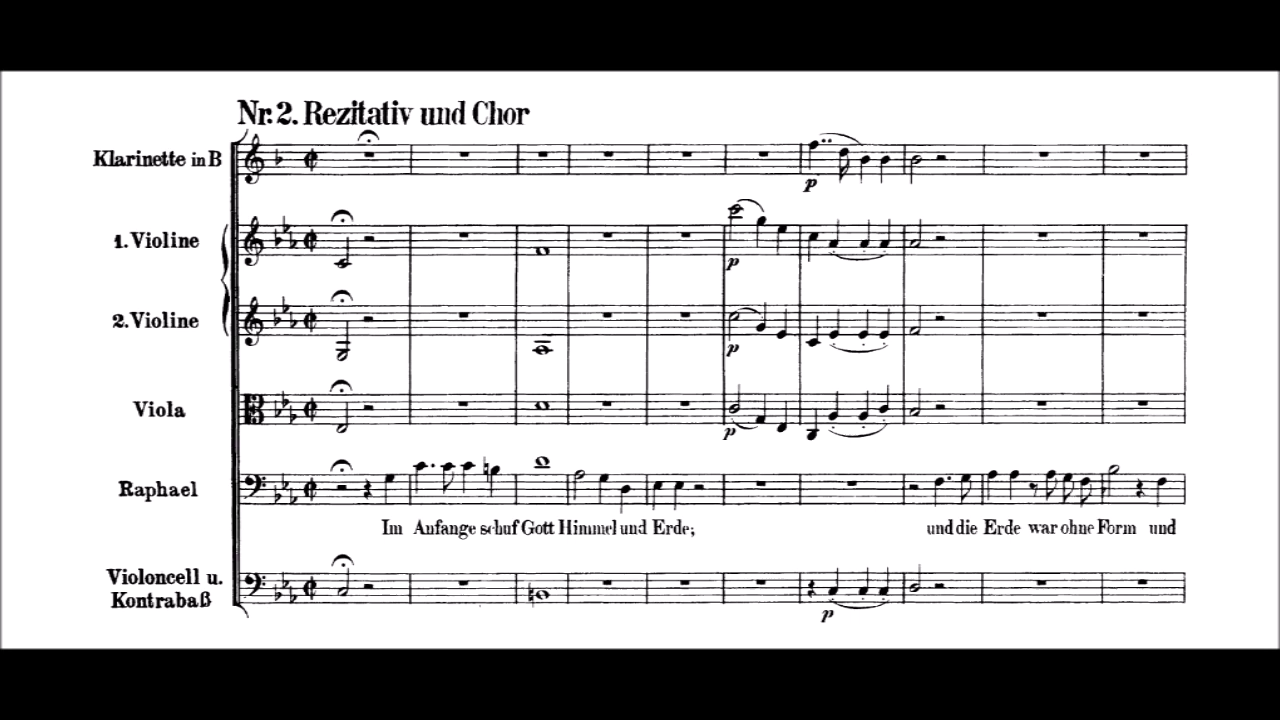 Nr. 2. Rezitativ und Chor
Klarinette in B
p
1. Violine
p
2. Violine
p
Viola
p
Raphael
Im Anfange schuf Gott Himmel und Erde; und die Erde war ohne Form und
Violoncell u.
Kontrabaß
p